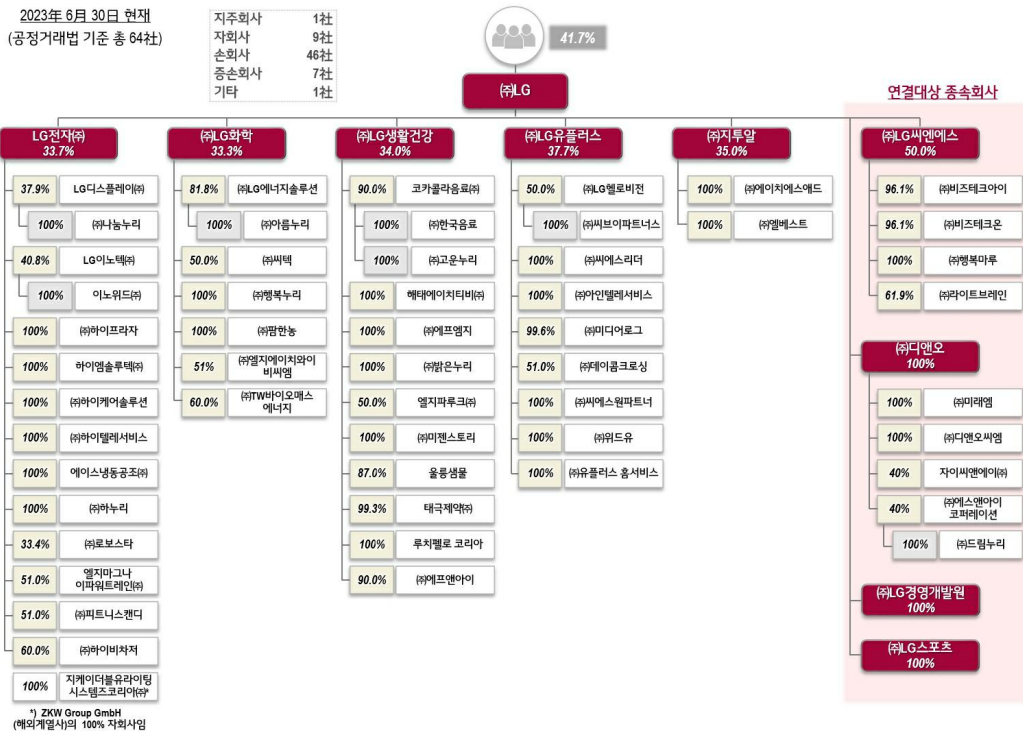 2023年 6月 30日 현재
(공정거래법 기준 총 64社)
지주회사 1社
자회사 9社
손회사 46社
증손회사 7社
기타 1社
41.7%
㈜LG
연결대상 종속회사
LG전자㈜
33.7%
37.9% LG디스플레이㈜
100% ㈜나눔누리
40.8% LG이노텍㈜
100% 이노위드㈜
100% ㈜하이프라자
100% 하이엠솔루텍㈜
100% ㈜하이케어솔루션
100% ㈜하이텔레서비스
100% 에이스냉동공조㈜
100% ㈜하누리
33.4% ㈜로보스타
51.0% 엘지마그나
이파워트레인㈜
51.0% ㈜피트니스캔디
60.0% ㈜하이비차저
100% 지케이더블유라이팅
시스템즈코리아㈜*
*) ZKW Group GmbH
(해외계열사)의 100% 자회사임
㈜LG화학
33.3%
81.8% ㈜LG에너지솔루션
100% ㈜아름누리
50.0% ㈜씨텍
100% ㈜행복누리
100% ㈜팜한농
51% ㈜엘지에이치와이
비씨엠
60.0% ㈜TW바이오매스
에너지
㈜LG생활건강
34.0%
90.0% 코카콜라음료㈜
100% ㈜한국음료
100% ㈜고운누리
100% 해태에이치티비㈜
100% ㈜에프엠지
100% ㈜밝은누리
50.0% 엘지파루크㈜
100% ㈜미젠스토리
87.0% 울릉샘물
99.3% 태극제약㈜
100% 루치펠로 코리아
90.0% ㈜에프앤아이
㈜LG유플러스
37.7%
50.0% ㈜LG헬로비전
100% ㈜씨브이파트너스
100% ㈜씨에스리더
100% ㈜아인텔레서비스
99.6% ㈜미디어로그
51.0% ㈜데이콤크로싱
100% ㈜씨에스원파트너
100% ㈜위드유
100% ㈜유플러스 홈서비스
㈜지투알
35.0%
100% ㈜에이치에스애드
100% ㈜엘베스트
㈜LG씨엔에스
50.0%
96.1% ㈜비즈테크아이
96.1% ㈜비즈테크온
100% ㈜행복마루
61.9% ㈜라이트브레인
㈜디앤오
100%
100% ㈜미래엠
100% ㈜디앤오씨엠
40% 자이씨앤에이㈜
40% ㈜에스앤아이
코퍼레이션
100% ㈜드림누리
㈜LG경영개발원
100%
㈜LG스포츠
100%